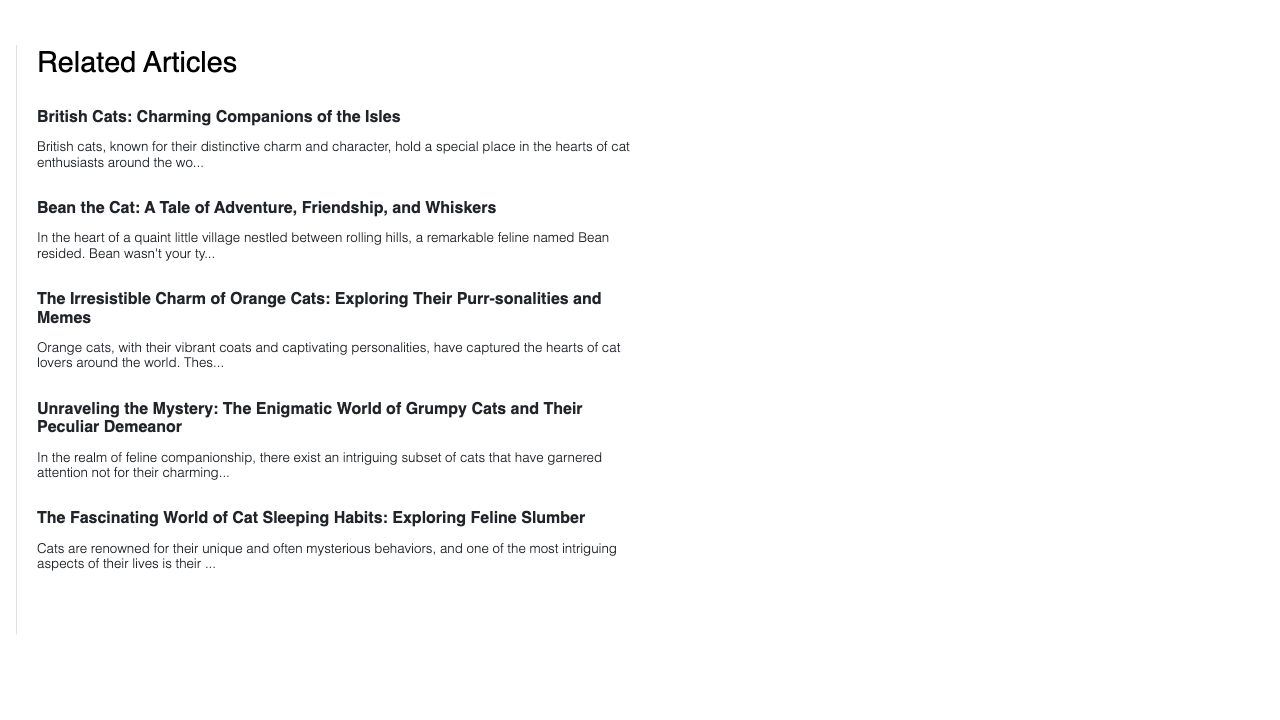 Related Articles
British Cats: Charming Companions of the Isles
British cats, known for their distinctive charm and character, hold a special place in the hearts of cat
enthusiasts around the wo...
Bean the Cat: A Tale of Adventure, Friendship, and Whiskers
In the heart of a quaint little village nestled between rolling hills, a remarkable feline named Bean
resided. Bean wasn't your ty...
The Irresistible Charm of Orange Cats: Exploring Their Purr-sonalities and
Memes
Orange cats, with their vibrant coats and captivating personalities, have captured the hearts of cat
lovers around the world. Thes...
Unraveling the Mystery: The Enigmatic World of Grumpy Cats and Their
Peculiar Demeanor
In the realm of feline companionship, there exist an intriguing subset of cats that have garnered
attention not for their charming...
The Fascinating World of Cat Sleeping Habits: Exploring Feline Slumber
Cats are renowned for their unique and often mysterious behaviors, and one of the most intriguing
aspects of their lives is their ...